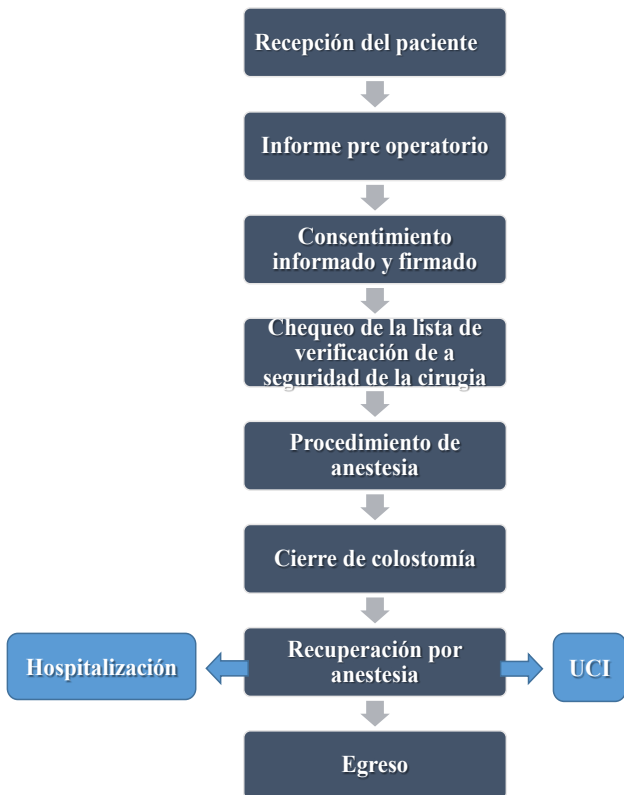 Recepción del paciente
Informe pre operatorio
Consentimiento
informado y firmado
Chequeo de la lista de
verificación de a
seguridad de la cirugia
Procedimiento de
anestesia
Cierre de colostomía
Hospitalización
Recuperación por
anestesia
UCI
Egreso